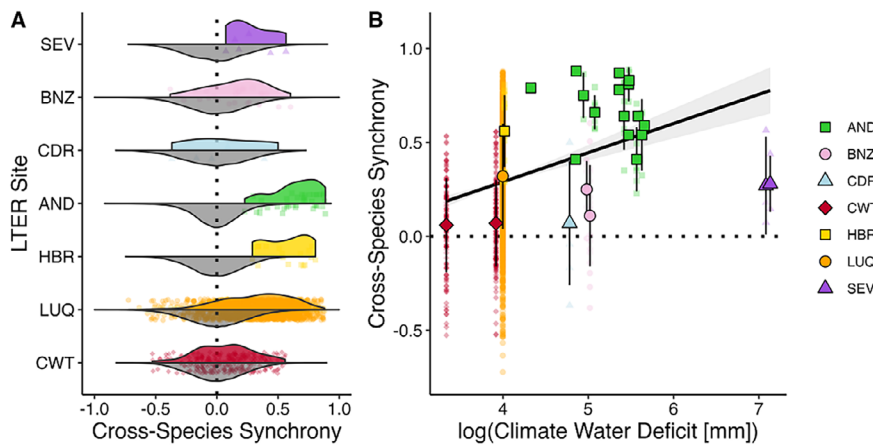 A
LTER Site
SEV
BNZ
CDR
AND
HBR
LUQ
CWT
-1.0 -0.5 0.0 0.5 1.0
Cross-Species Synchrony
B
Cross-Species Synchrony
1.0
0.5
0.0
-0.5
4 5 6 7
log(Climate Water Deficit [mm])
AND
BNZ
CDR
CWT
HBR
LUQ
SEV